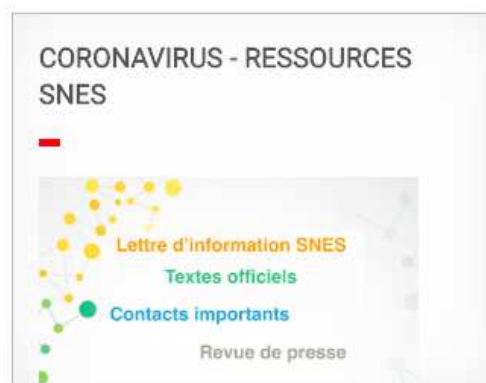 CORONAVIRUS - RESSOURCES
SNES
Lettre d'information SNES
Textes officiels
Contacts importants
Revue de presse